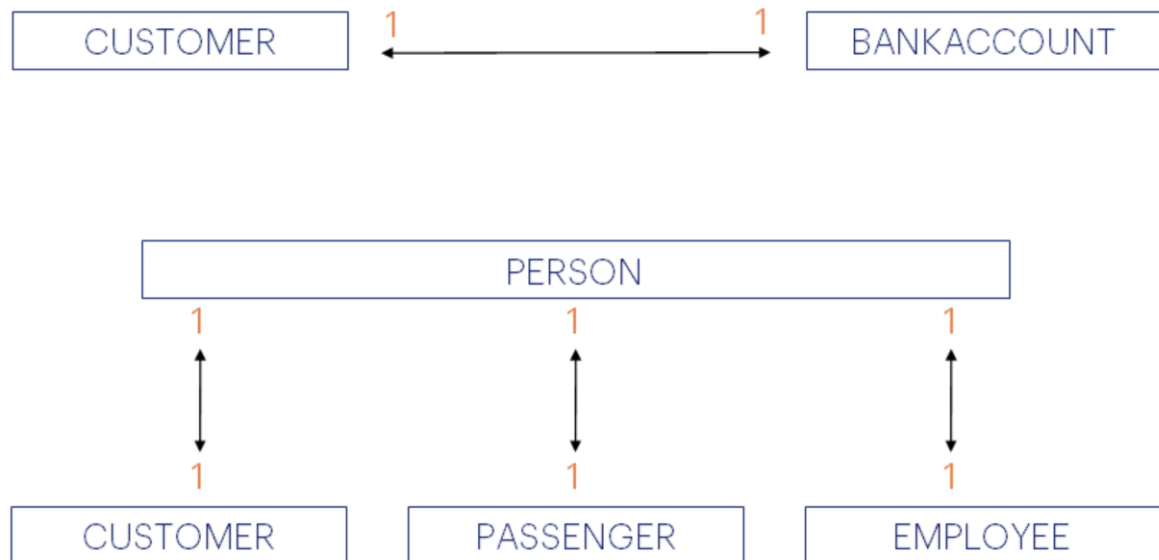 1 1
CUSTOMER BANKACCOUNT
PERSON
1 1 1
1 1 1
CUSTOMER PASSENGER EMPLOYEE